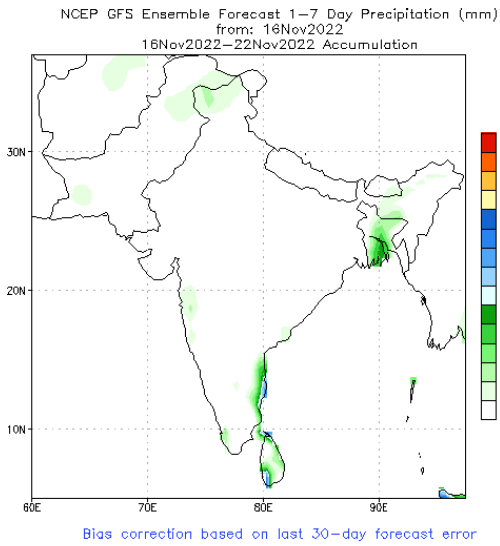 NCEP GFS Ensemble Forecast 1–7 Day Precipitation (mm)
from: 16Nov2022
16Nov2022–22Nov2022 Accumulation
30N
20N
10N
60E 70E 80E 90E
Bias correction based on last 30–day forecast error